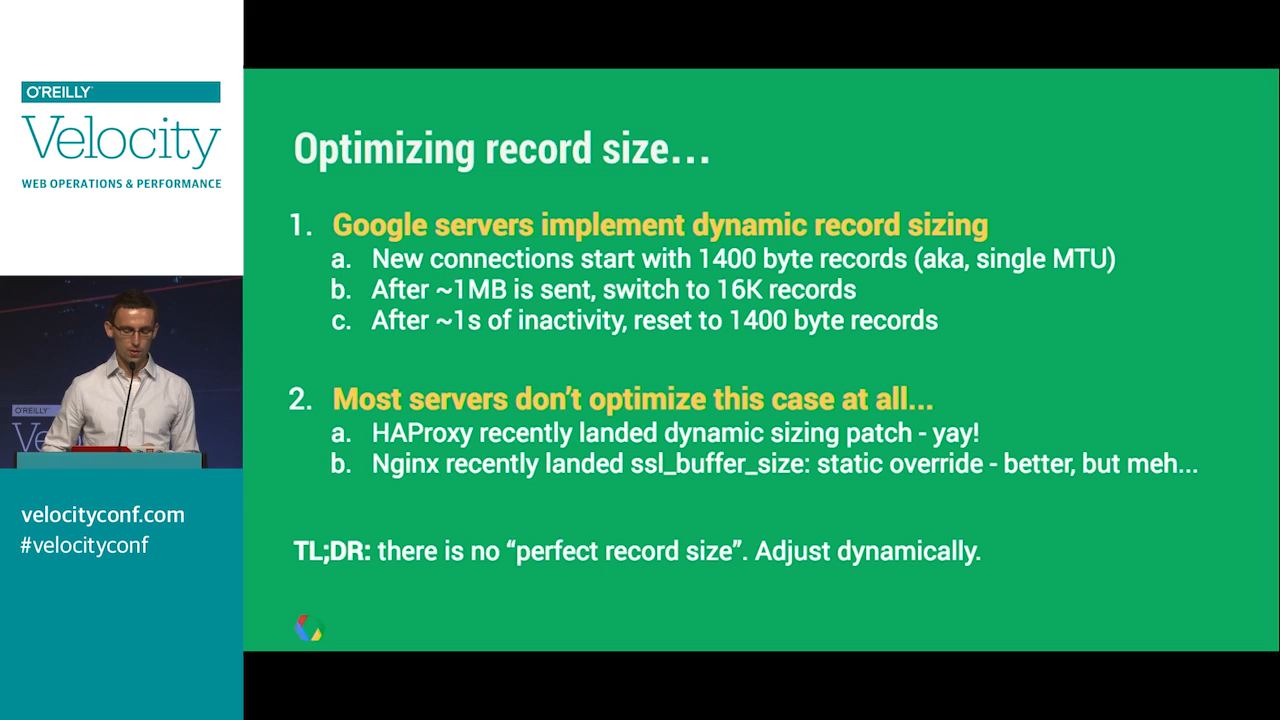 O'REILLY
Velocity
WEB OPERATIONS & PERFORMANCE
O'REILLY
Ve
velocityconf.com
#velocityconf
Optimizing record size...
1. Google servers implement dynamic record sizing
a. New connections start with 1400 byte records (aka, single MTU)
b. After ~1MB is sent, switch to 16K records
c. After ~1s of inactivity, reset to 1400 byte records
2. Most servers don't optimize this case at all...
a. HAProxy recently landed dynamic sizing patch - yay!
b. Nginx recently landed ssl_buffer_size: static override - better, but meh...
TL;DR: there is no “perfect record size”. Adjust dynamically.